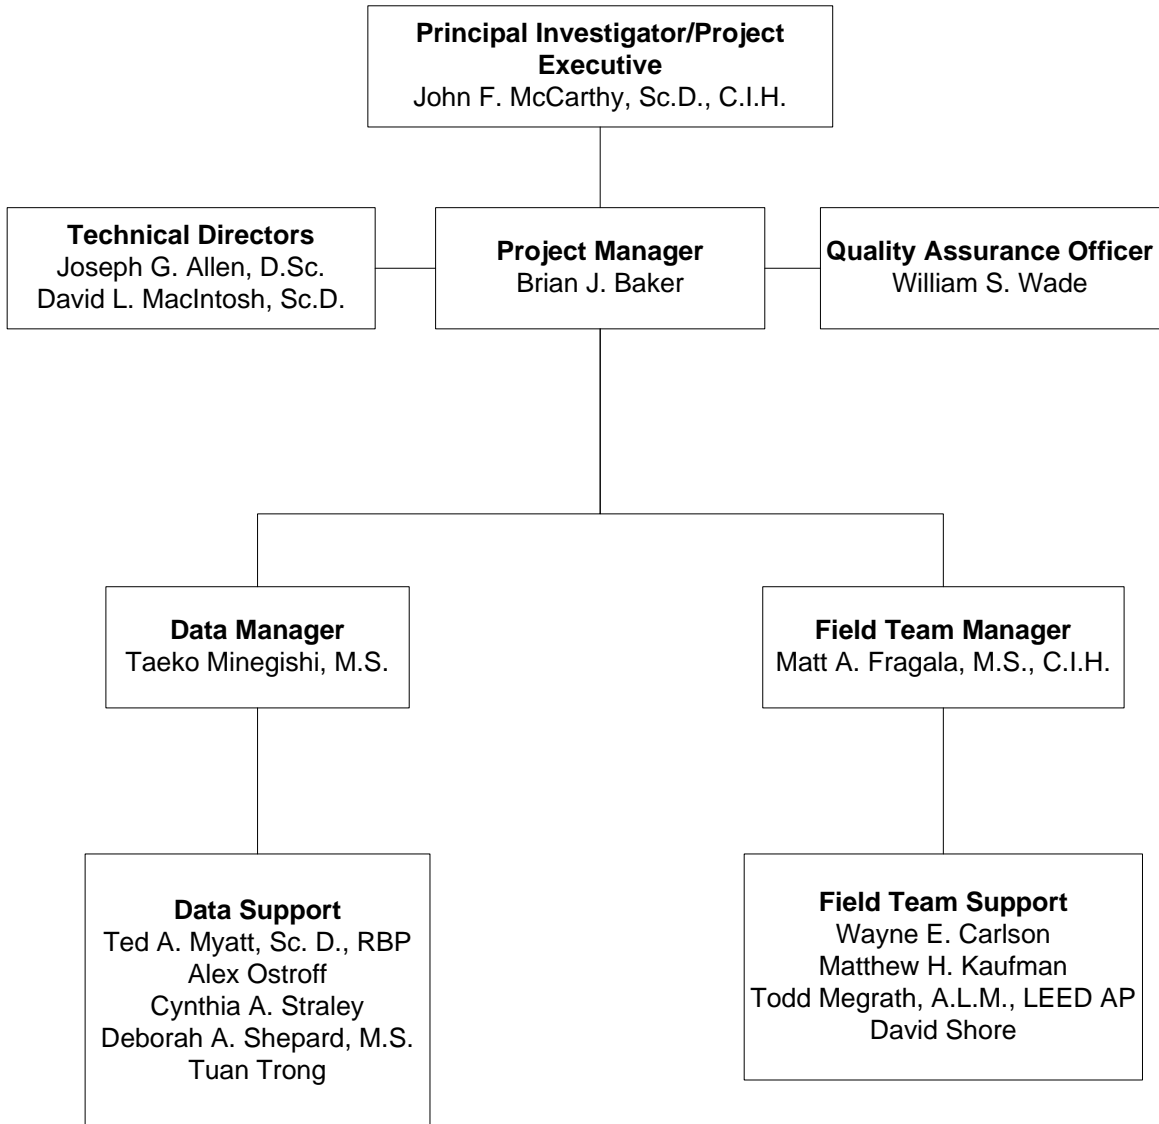 Principal Investigator/Project
Executive
John F. McCarthy, Sc.D., C.I.H.
Technical Directors
Joseph G. Allen, D.Sc.
David L. MacIntosh, Sc.D.
Project Manager
Brian J. Baker
Quality Assurance Officer
William S. Wade
Data Manager
Taeko Minegishi, M.S.
Field Team Manager
Matt A. Fragala, M.S., C.I.H.
Data Support
Ted A. Myatt, Sc. D., RBP
Alex Ostroff
Cynthia A. Straley
Deborah A. Shepard, M.S.
Tuan Trong
Field Team Support
Wayne E. Carlson
Matthew H. Kaufman
Todd Megrath, A.L.M., LEED AP
David Shore